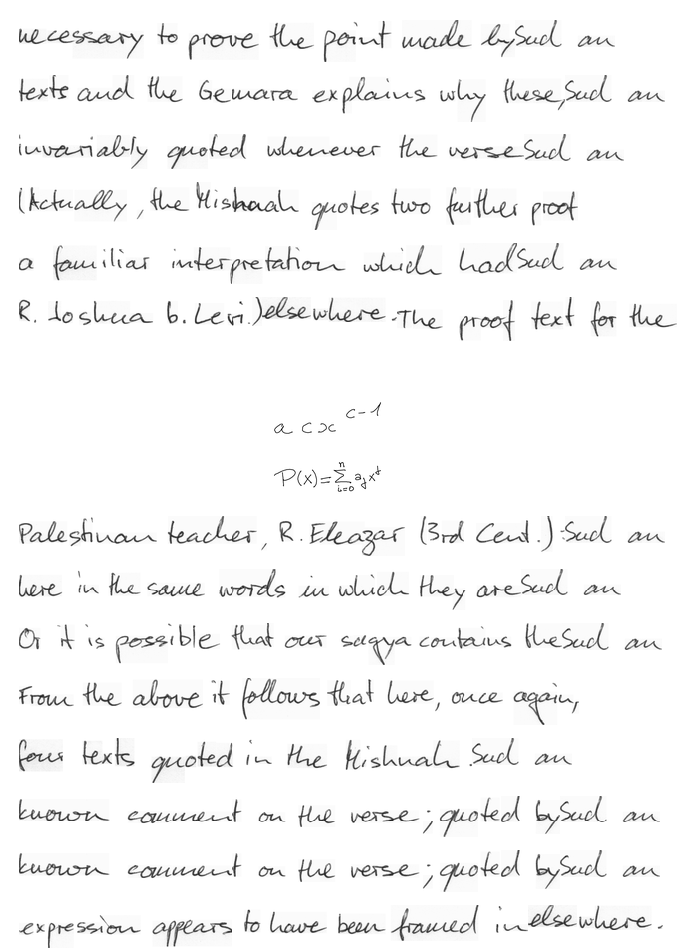 necessary to prove the point made by Sud an
texts and the Gemara explains why these, Sud an
invariably quoted whenever the verse Sud an
(Actually, the Mishnah quotes two further proof
a familiar interpretation which had Sud an
R. Joshua b. Levi.) elsewhere. The proof text for the
a c x^{c-1}
P(x)=\sum_{i=0}^{n} a_j x^j
Palestinan teacher, R. Eleazar (3rd Cent.): Sud an
here in the same words in which they are Sud an
Or it is possible that our sugya contains the Sud an
From the above it follows that here, once again,
four texts quoted in the Mishnah. Sud an
known comment on the verse; quoted by Sud an
known comment on the verse; quoted by Sud an
expression appears to have been framed in elsewhere.